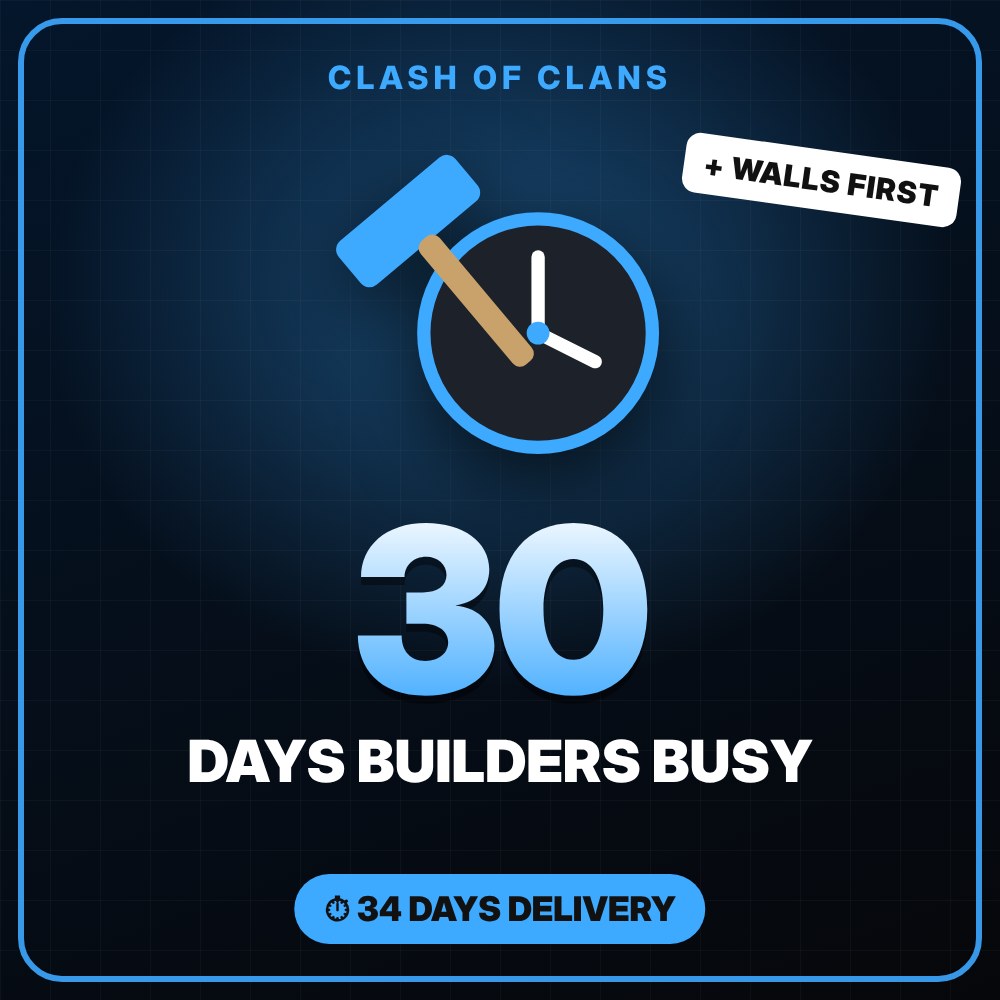 CLASH OF CLANS
+ WALLS FIRST
30
DAYS BUILDERS BUSY
⏱ 34 DAYS DELIVERY